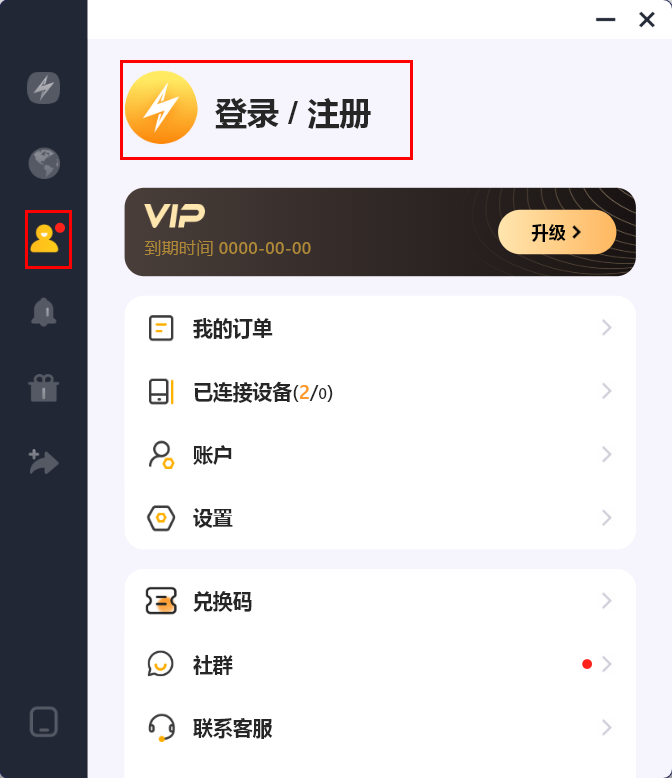 登录 / 注册
VIP
到期时间 0000-00-00
升级
我的订单
已连接设备(2/0)
账户
设置
兑换码
社群
联系客服